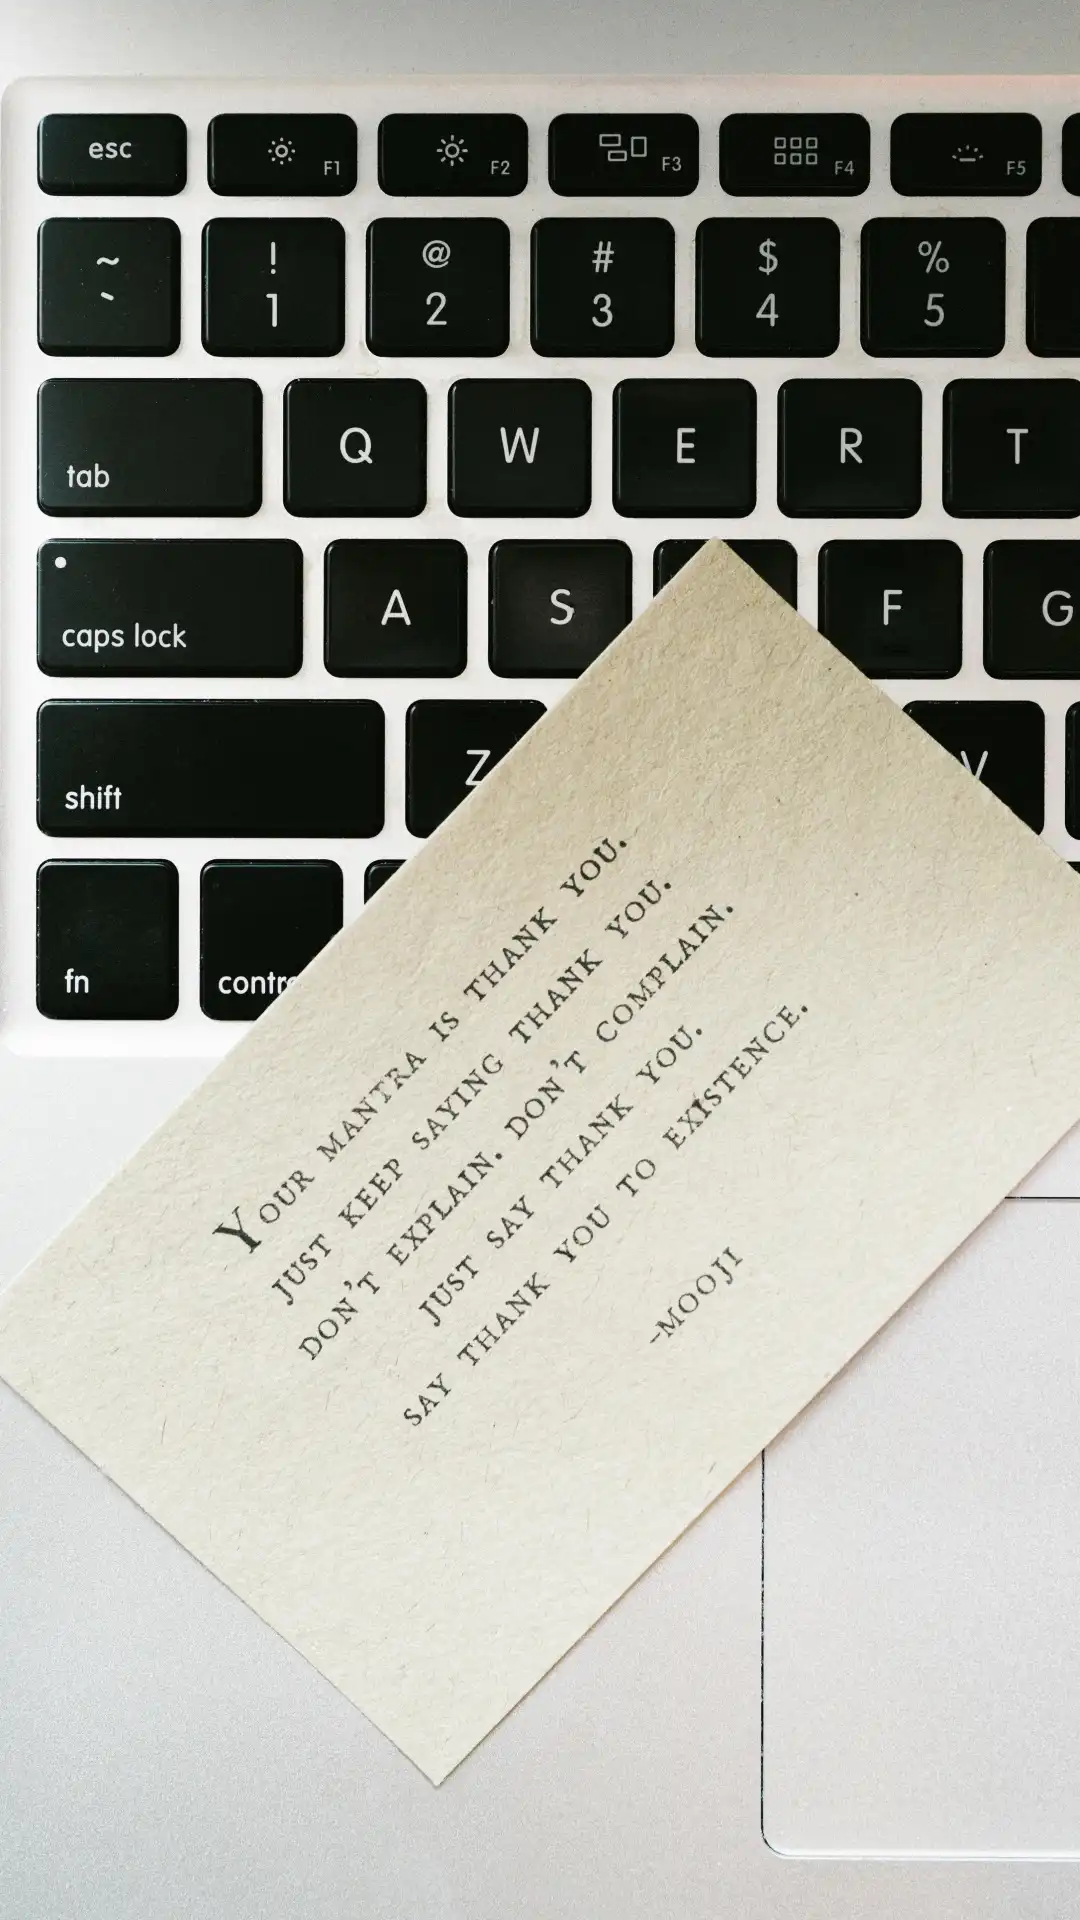 esc F1 F2 F3 F4 F5
~ ! @ # $ %
` 1 2 3 4 5
tab Q W E R T
caps lock A S F G
shift Z V
fn
YOUR MANTRA IS THANK YOU.
JUST KEEP SAYING THANK YOU.
DON'T EXPLAIN. DON'T COMPLAIN.
JUST SAY THANK YOU.
SAY THANK YOU TO EXISTENCE.
-MOOJI